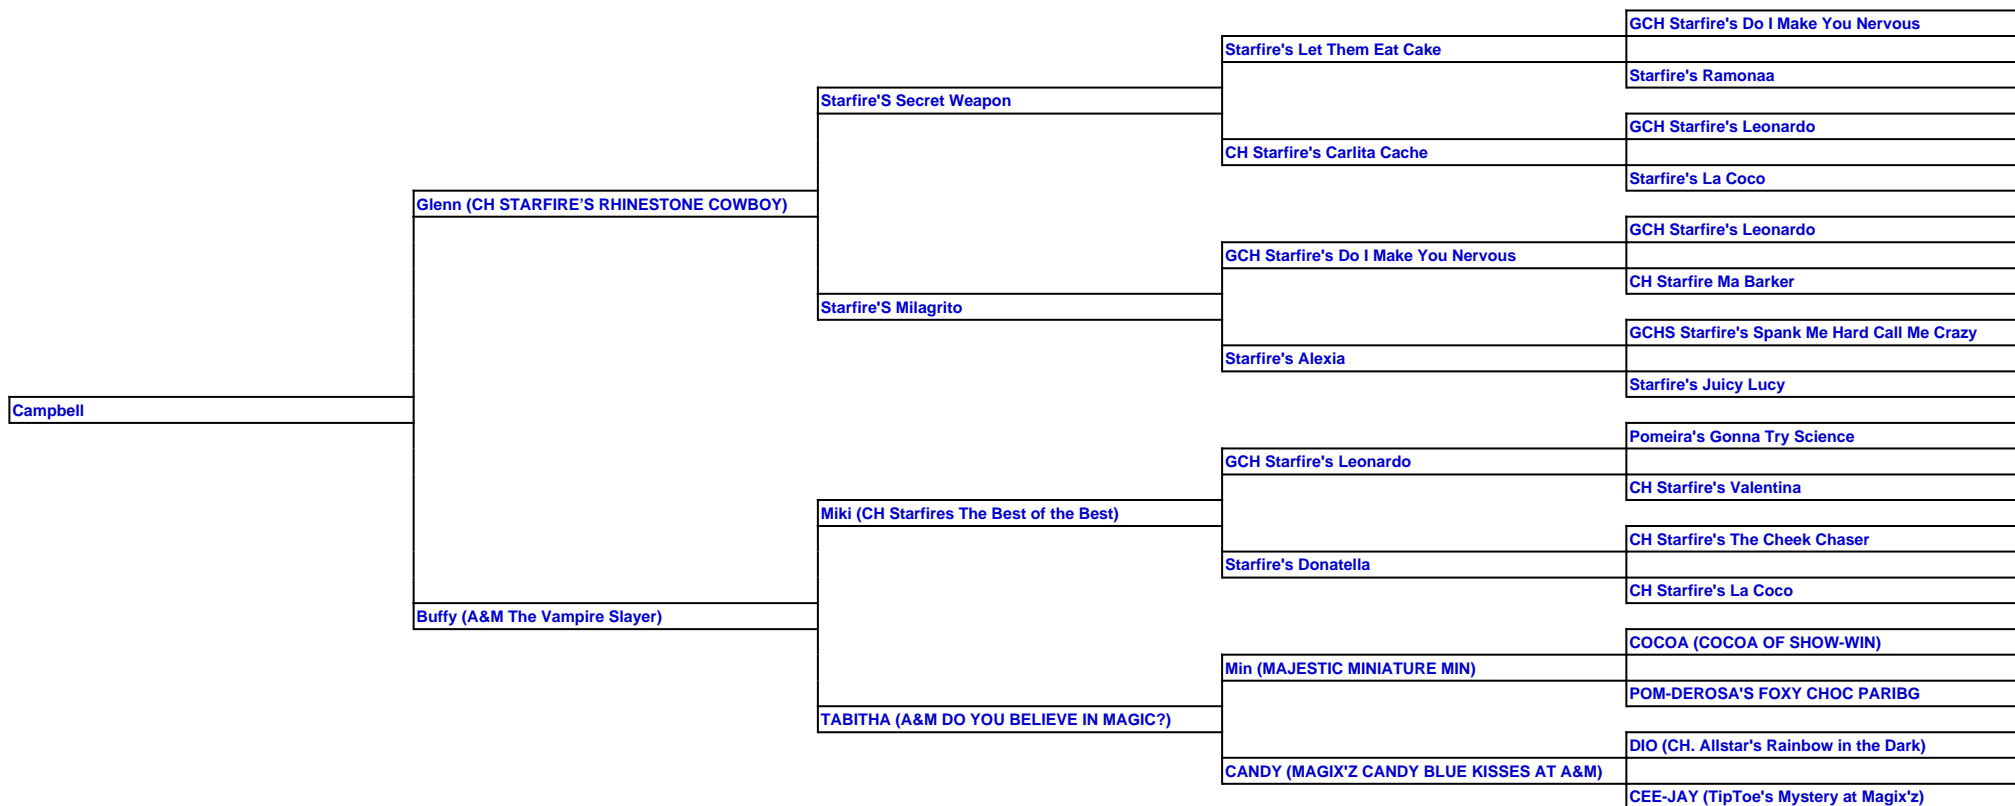 GCH Starfire's Do I Make You Nervous
Starfire's Let Them Eat Cake
Starfire's Ramonaa
Starfire'S Secret Weapon
GCH Starfire's Leonardo
CH Starfire's Carlita Cache
Starfire's La Coco
Glenn (CH STARFIRE’S RHINESTONE COWBOY)
GCH Starfire's Leonardo
GCH Starfire's Do I Make You Nervous
CH Starfire Ma Barker
Starfire'S Milagrito
GCHS Starfire's Spank Me Hard Call Me Crazy
Starfire's Alexia
Starfire's Juicy Lucy
Campbell
Pomeira's Gonna Try Science
GCH Starfire's Leonardo
CH Starfire's Valentina
Miki (CH Starfires The Best of the Best)
CH Starfire's The Cheek Chaser
Starfire's Donatella
CH Starfire's La Coco
Buffy (A&M The Vampire Slayer)
COCOA (COCOA OF SHOW-WIN)
Min (MAJESTIC MINIATURE MIN)
POM-DEROSA'S FOXY CHOC PARIBG
TABITHA (A&M DO YOU BELIEVE IN MAGIC?)
DIO (CH. Allstar's Rainbow in the Dark)
CANDY (MAGIX'Z CANDY BLUE KISSES AT A&M)
CEE-JAY (TipToe's Mystery at Magix'z)